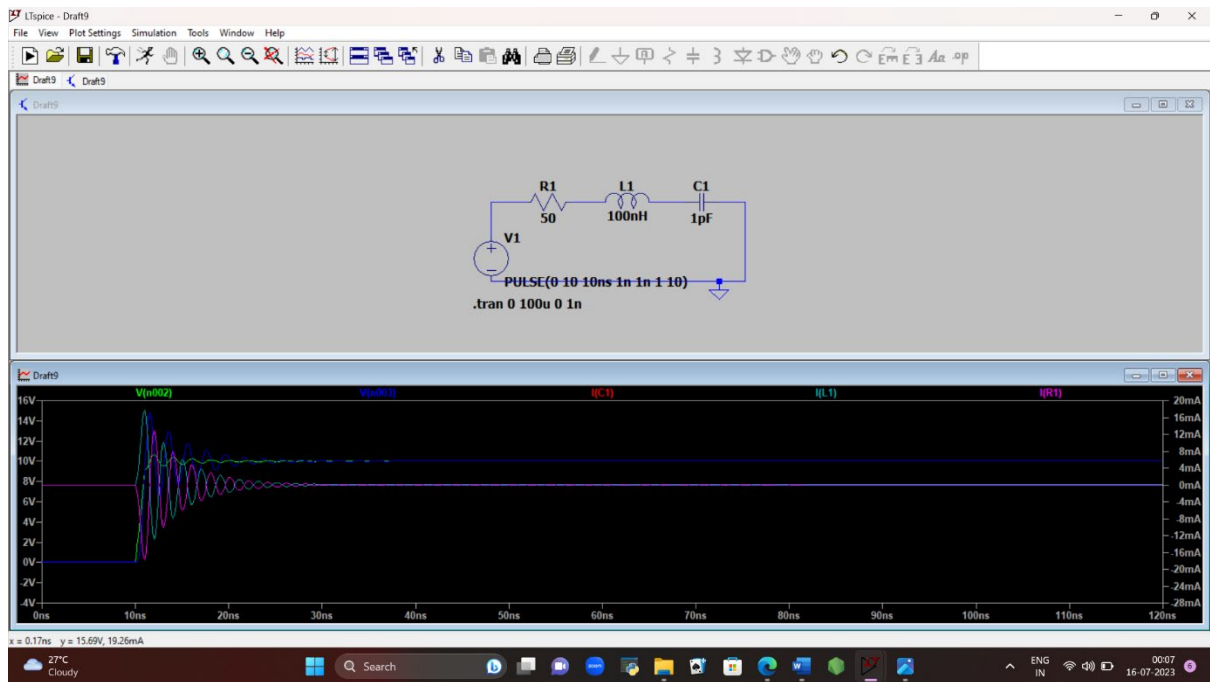 LTspice - Draft9
File View Plot Settings Simulation Tools Window Help
Aa .op
Draft9 Draft9
Draft9
R1 L1 C1
50 100nH 1pF
V1
PULSE(0 10 10ns 1n 1n 1 10)
.tran 0 100u 0 1n
Draft9
V(n002) V(n003) I(C1) I(L1) I(R1)
16V 20mA
14V 16mA
12V 12mA
10V 8mA
8V 4mA
6V 0mA
4V -4mA
2V -8mA
0V -12mA
-2V -16mA
-4V -20mA
-24mA
-28mA
0ns 10ns 20ns 30ns 40ns 50ns 60ns 70ns 80ns 90ns 100ns 110ns 120ns
x = 0.17ns y = 15.69V, 19.26mA
27°C
Cloudy
Search
ENG
IN
00:07
16-07-2023
6